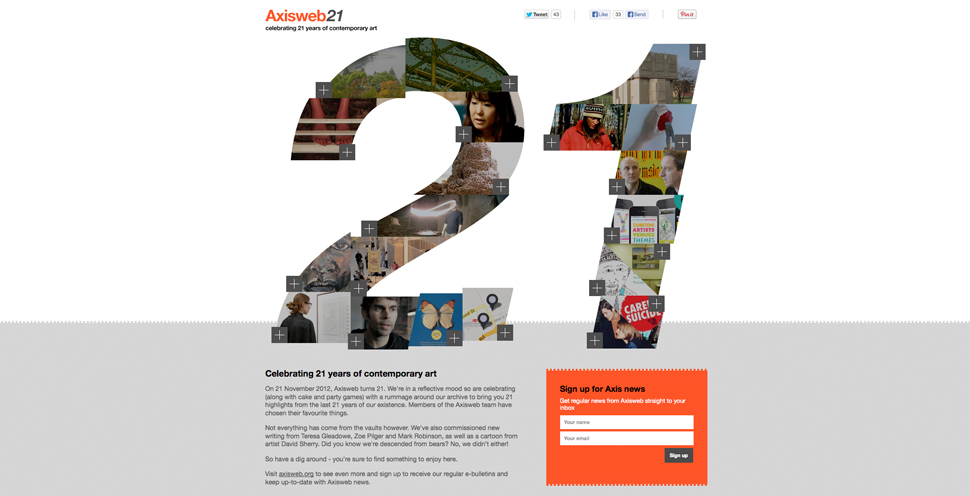 Axisweb21
celebrating 21 years of contemporary art
Tweet 43
Like 33 Send
Pin it
21
COMBINING
ARTISTS
VENUES
THEMES
CARE!
SUICIDE
Celebrating 21 years of contemporary art
On 21 November 2012, Axisweb turns 21. We're in a reflective mood so are celebrating
(along with cake and party games) with a rummage around our archive to bring you 21
highlights from the last 21 years of our existence. Members of the Axisweb team have
chosen their favourite things.
Not everything has come from the vaults however. We've also commissioned new
writing from Teresa Gleadowe, Zoe Pilger and Mark Robinson, as well as a cartoon from
artist David Sherry. Did you know we're descended from bears? No, we didn't either!
So have a dig around - you're sure to find something to enjoy here.
Visit axisweb.org to see even more and sign up to receive our regular e-bulletins and
keep up-to-date with Axisweb news.
Sign up for Axis news
Get regular news from Axisweb straight to your
inbox
Your name
Your email
Sign up